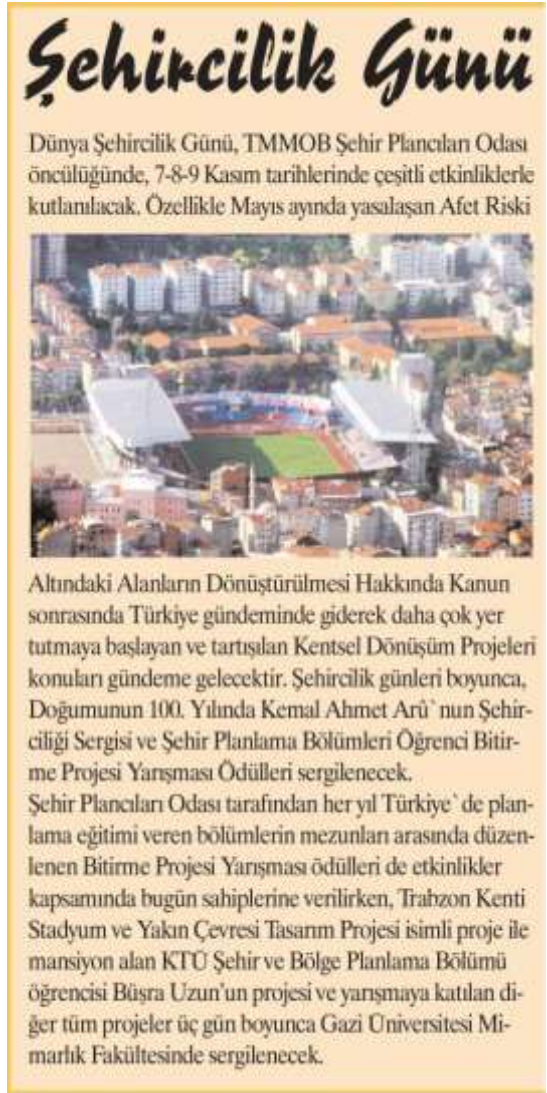 Şehircilik Günü
Dünya Şehircilik Günü, TMMOB Şehir Plancıları Odası
öncülüğünde, 7-8-9 Kasım tarihlerinde çeşitli etkinliklerle
kutlanılacak. Özellikle Mayıs ayında yasalaşan Afet Riski
Altındaki Alanların Dönüştürülmesi Hakkında Kanun
sonrasında Türkiye gündeminde giderek daha çok yer
tutmaya başlayan ve tartışılan Kentsel Dönüşüm Projeleri
konuları gündeme gelecektir. Şehircilik günleri boyunca,
Doğumunun 100. Yılında Kemal Ahmet Arû`nun Şehir-
ciliği Sergisi ve Şehir Planlama Bölümleri Öğrenci Bitir-
me Projesi Yarışması Ödülleri sergilenecek.
Şehir Plancıları Odası tarafından her yıl Türkiye`de plan-
lama eğitimi veren bölümlerin mezunları arasında düzen-
lenen Bitirme Projesi Yarışması ödülleri de etkinlikler
kapsamında bugün sahiplerine verilirken, Trabzon Kenti
Stadyum ve Yakın Çevresi Tasarım Projesi isimli proje ile
mansiyon alan KTÜ Şehir ve Bölge Planlama Bölümü
öğrencisi Büşra Uzun'un projesi ve yarışmaya katılan di-
ğer tüm projeler üç gün boyunca Gazi Üniversitesi Mi-
marlık Fakültesinde sergilenecek.